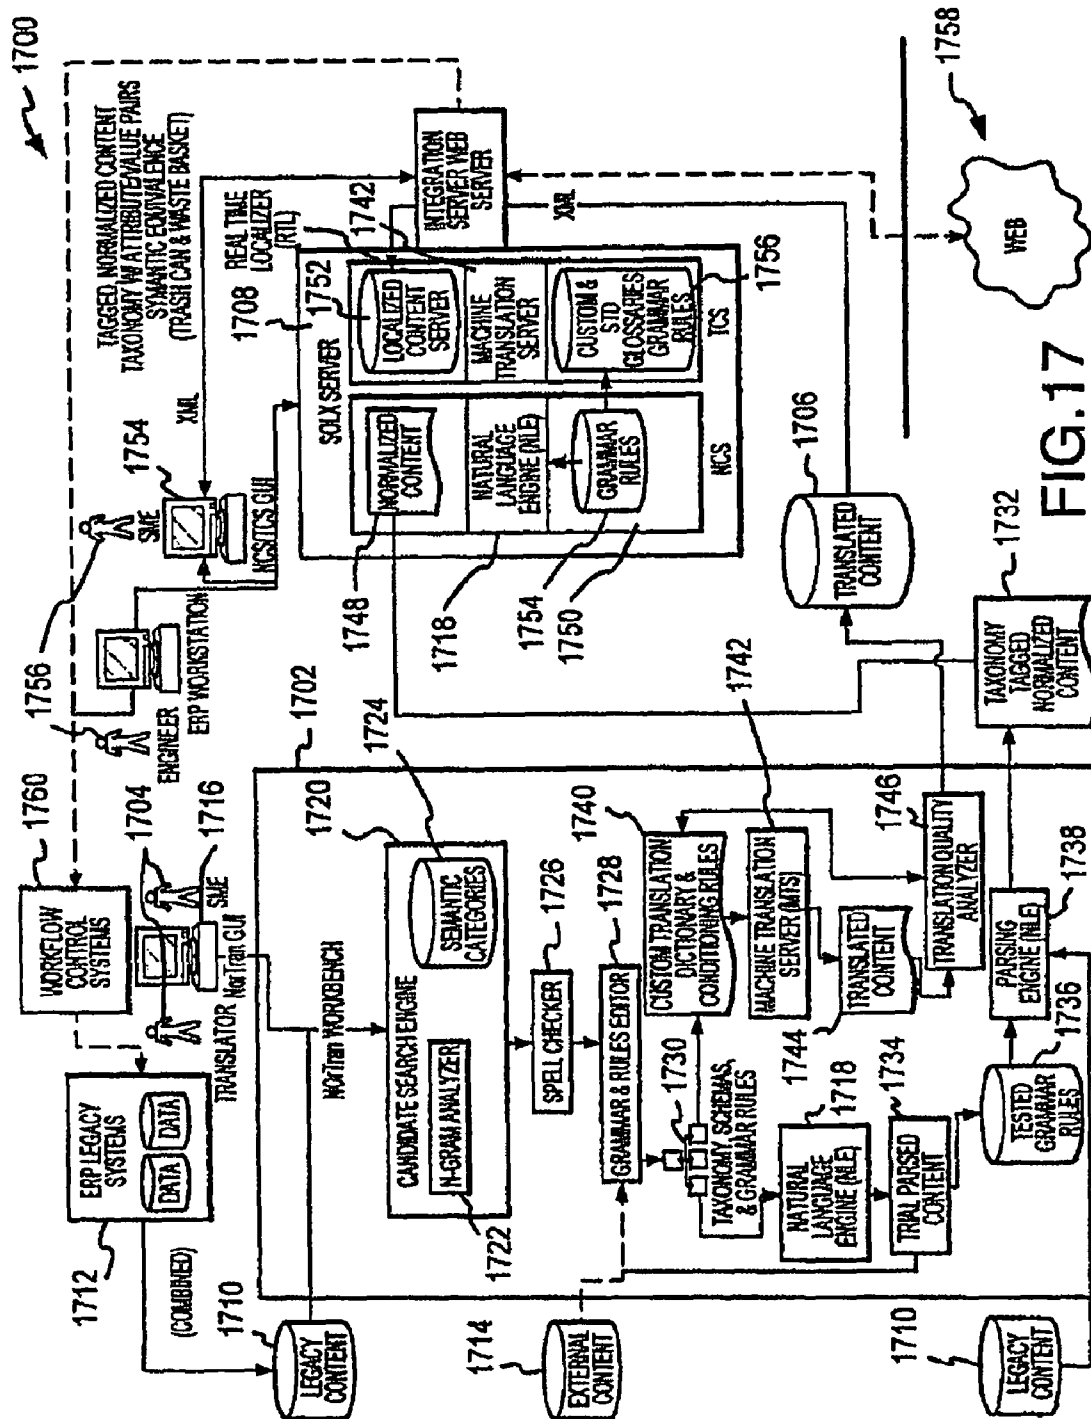 1700
TAGGED, NORMALIZED CONTENT
TAXONOMY W/ ATTRIBUTE/VALUE PAIRS
SYMANTIC EQUIVALENCE
(TRASH CAN & WASTE BASKET)
1760
WORKFLOW
CONTROL
SYSTEMS
1704
1716
SME
NorTran GUI
TRANSLATOR
ERP LEGACY
SYSTEMS
DATA
DATA
1712
(COMBINED)
1710
LEGACY
CONTENT
1756
ENGINEER
ERP WORKSTATION
SME
1754
NCS/TCS GUI
XML
REAL TIME
LOCALIZER
(RTL)
1742
INTEGRATION
SERVER WEB
SERVER
XML
1708
SOLX SERVER
1752
LOCALIZED
CONTENT
SERVER
MACHINE
TRANSLATION
SERVER
CUSTOM &
STD
GLOSSARIES
GRAMMAR
RULES
TCS
1756
1748
NORMALIZED
CONTENT
NATURAL
LANGUAGE
ENGINE (NLE)
GRAMMAR
RULES
NCS
1718
1754
1750
1702
NOrTran WORKBENCH
1720
1724
CANDIDATE SEARCH ENGINE
N-GRAM ANALYZER
SEMANTIC
CATEGORIES
1722
1726
SPELL CHECKER
1728
GRAMMAR & RULES EDITOR
1714
EXTERNAL
CONTENT
1730
TAXONOMY, SCHEMAS,
& GRAMMAR RULES
1740
CUSTOM TRANSLATION
DICTIONARY &
CONDITIONING RULES
1742
MACHINE TRANSLATION
SERVER (MTS)
1744
TRANSLATED
CONTENT
1746
TRANSLATION QUALITY
ANALYZER
1718
NATURAL
LANGUAGE
ENGINE (NLE)
1734
TRIAL PARSED
CONTENT
1736
TESTED
GRAMMAR
RULES
1738
PARSING
ENGINE (NLE)
1710
LEGACY
CONTENT
1706
TRANSLATED
CONTENT
1732
TAXONOMY
TAGGED
NORMALIZED
CONTENT
1758
WEB
FIG.17